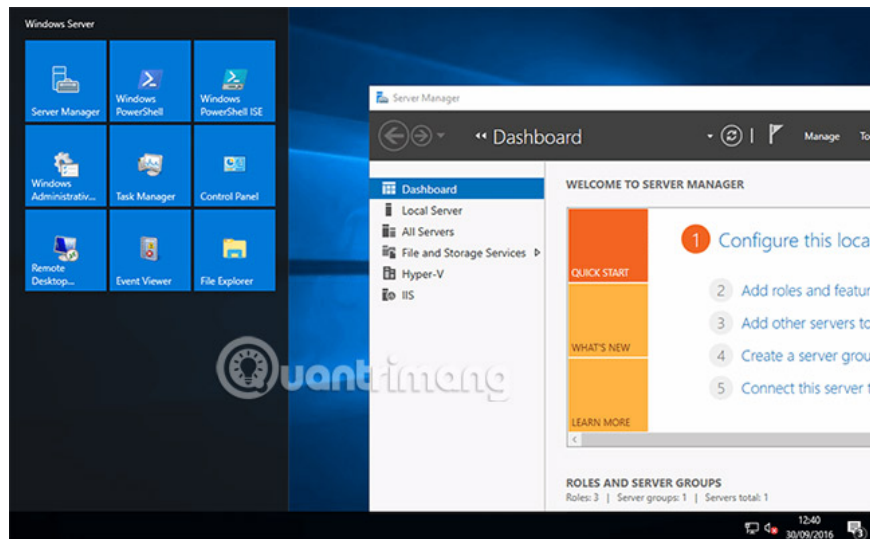 Windows Server
Server Manager
Windows
PowerShell
Windows
PowerShell ISE
Windows
Administrativ...
Task Manager
Control Panel
Remote
Desktop...
Event Viewer
File Explorer
Server Manager
Dashboard
Manage
To
Dashboard
Local Server
All Servers
File and Storage Services
Hyper-V
IIS
WELCOME TO SERVER MANAGER
QUICK START
WHAT'S NEW
LEARN MORE
1 Configure this loca
2 Add roles and featur
3 Add other servers to
4 Create a server grou
5 Connect this server t
ROLES AND SERVER GROUPS
Roles: 3 | Server groups: 1 | Servers total: 1
Quantrimang
12:40
30/09/2016
3